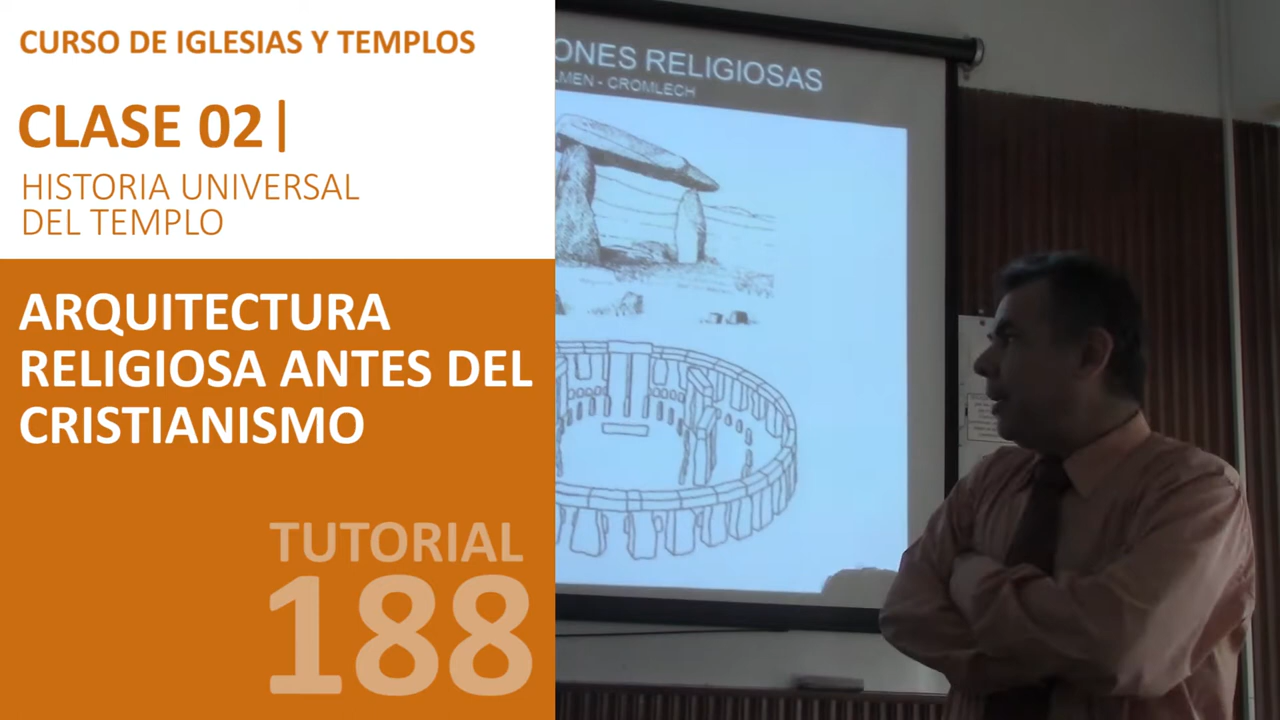 CURSO DE IGLESIAS Y TEMPLOS
CLASE 02|
HISTORIA UNIVERSAL
DEL TEMPLO
ARQUITECTURA
RELIGIOSA ANTES DEL
CRISTIANISMO
TUTORIAL
188
ONES RELIGIOSAS
LMEN - CROMLECH